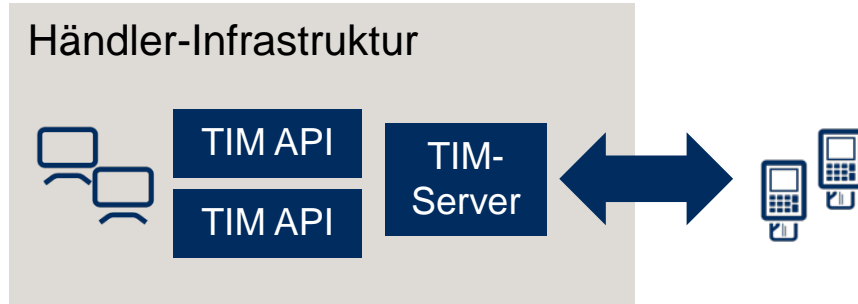 Händler-Infrastruktur
TIM API
TIM API
TIM-
Server